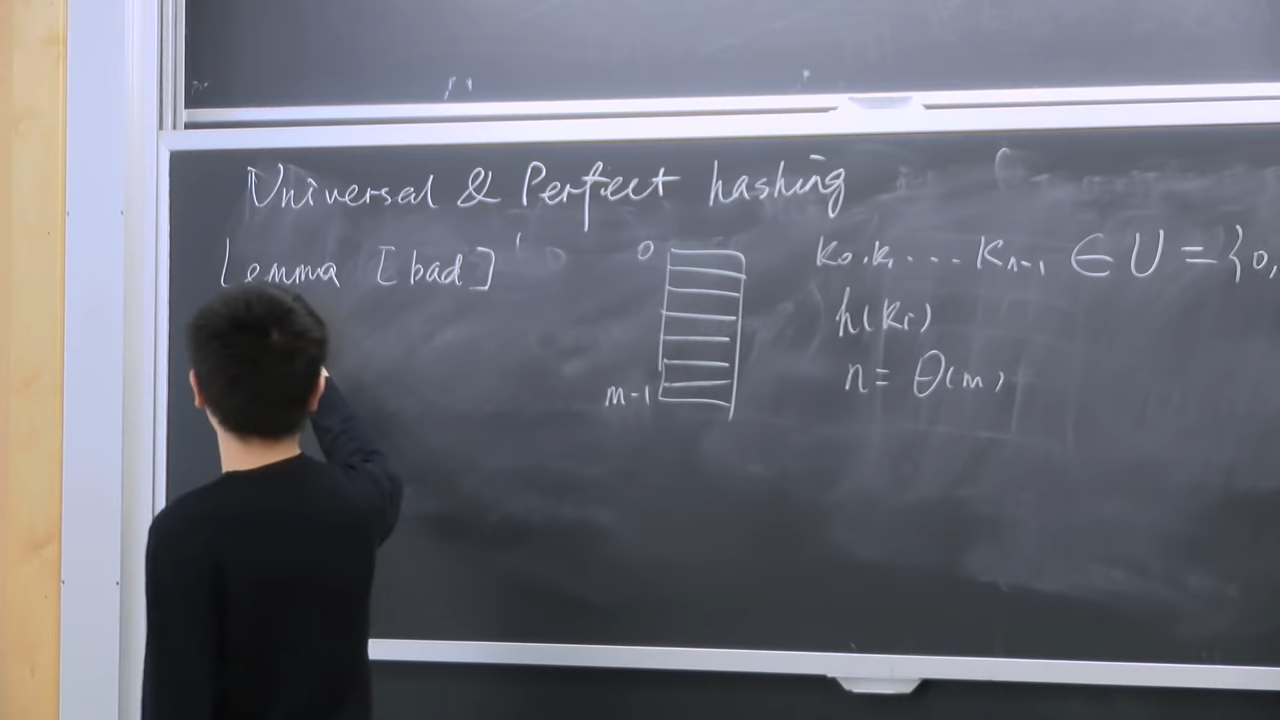 Universal & Perfect hashing
Lemma [bad]
0
m-1
k₀, k₁ ... kₙ₋₁ ∈ U = {0,
h(kᵢ)
n = Θ(m)